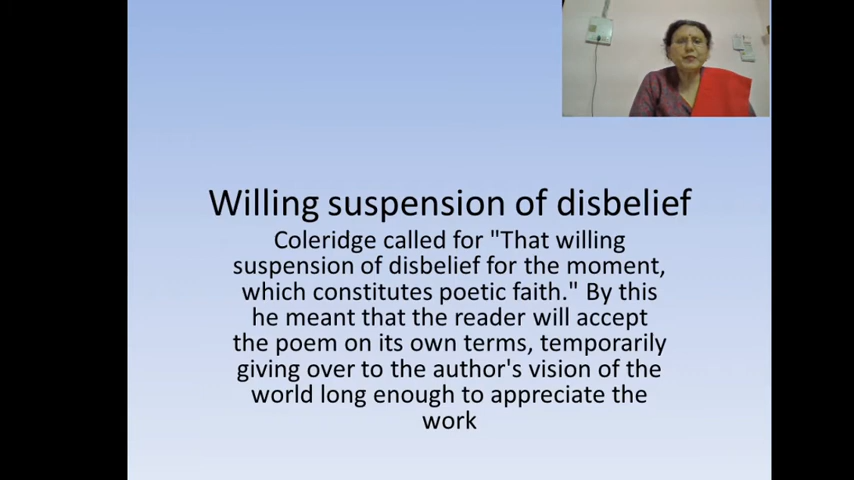 Willing suspension of disbelief
Coleridge called for "That willing
suspension of disbelief for the moment,
which constitutes poetic faith." By this
he meant that the reader will accept
the poem on its own terms, temporarily
giving over to the author's vision of the
world long enough to appreciate the
work